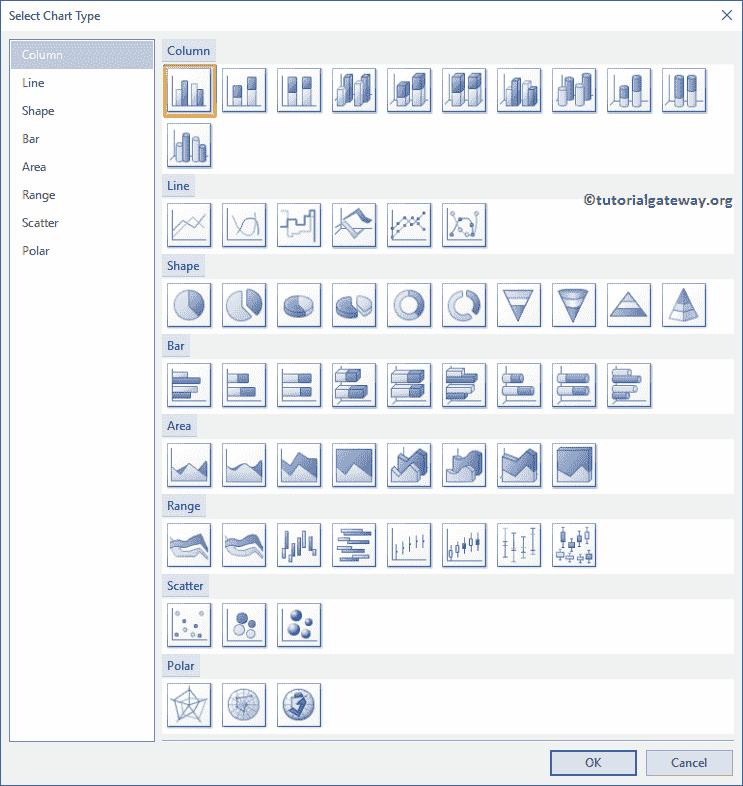 Select Chart Type
Column
Line
Shape
Bar
Area
Range
Scatter
Polar
Column
Line
©tutorialgateway.org
Shape
Bar
Area
Range
Scatter
Polar
OK
Cancel